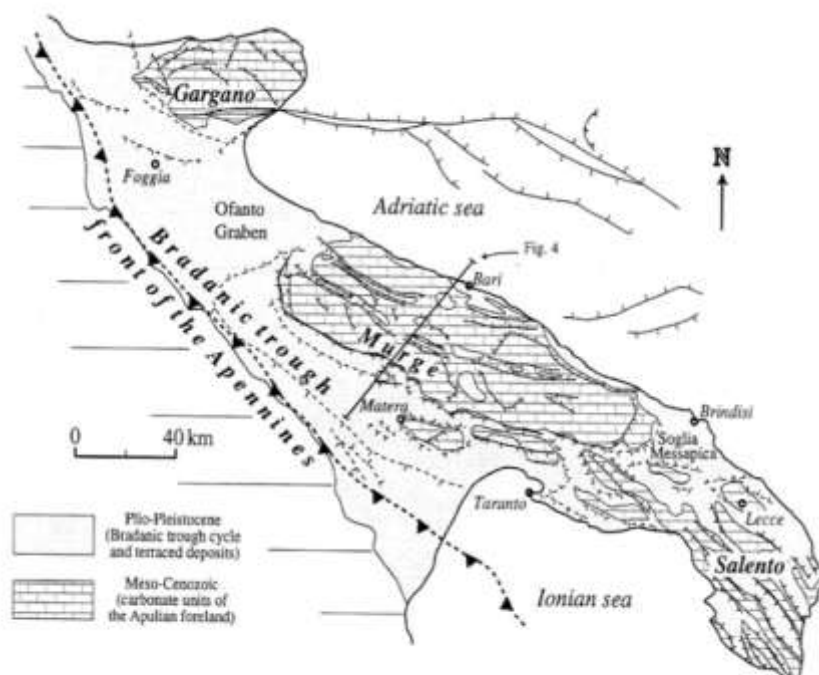 Gargano
N
Foggia
Ofanto
Graben
Adriatic sea
Fig. 4
Bari
Bradanic trough
front of the Apennines
Murge
Matera
Brindisi
Soglia
Messapica
0 40 km
Taranto
Lecce
Salento
Plio-Pleistocene
(Bradanic trough cycle
and terraced deposits)
Meso-Cenozoic
(carbonate units of
the Apulian foreland)
Ionian sea